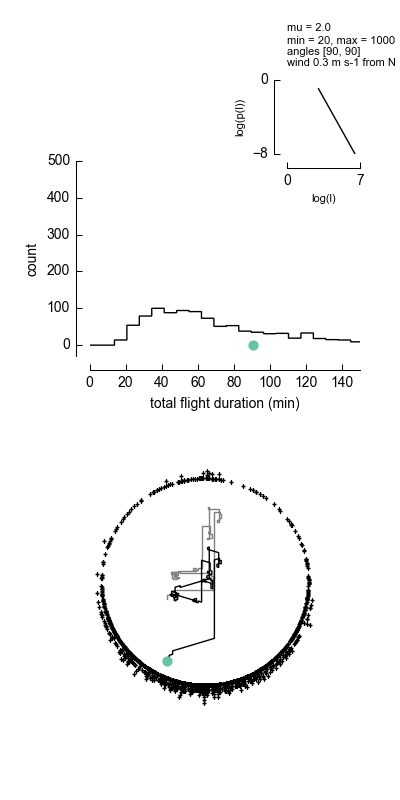 mu = 2.0
min = 20, max = 1000
angles [90, 90]
wind 0.3 m s-1 from N
0
log(p(l))
−8
0 7
log(l)
500
400
300
count
200
100
0
0 20 40 60 80 100 120 140
total flight duration (min)